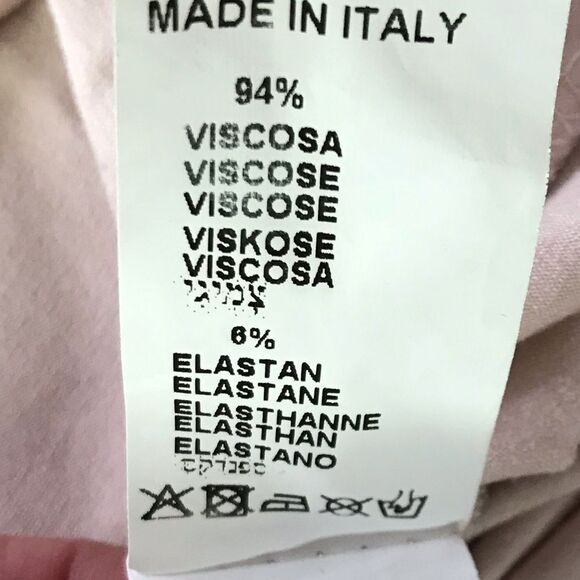 MADE IN ITALY
94%
VISCOSA
VISCOSE
VISCOSE
VISKOSE
VISCOSA
6%
ELASTAN
ELASTANE
ELASTHANNE
ELASTHAN
ELASTANO